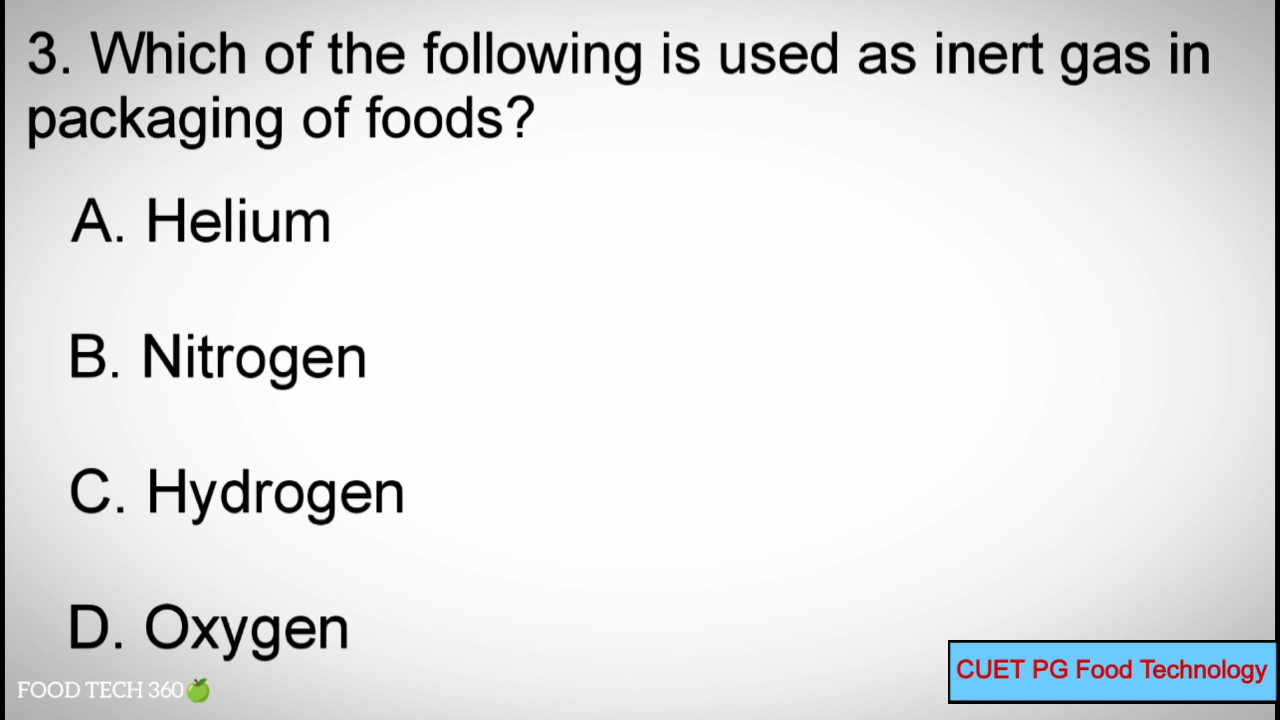 3. Which of the following is used as inert gas in
packaging of foods?
A. Helium
B. Nitrogen
C. Hydrogen
D. Oxygen
FOOD TECH 360
CUET PG Food Technology